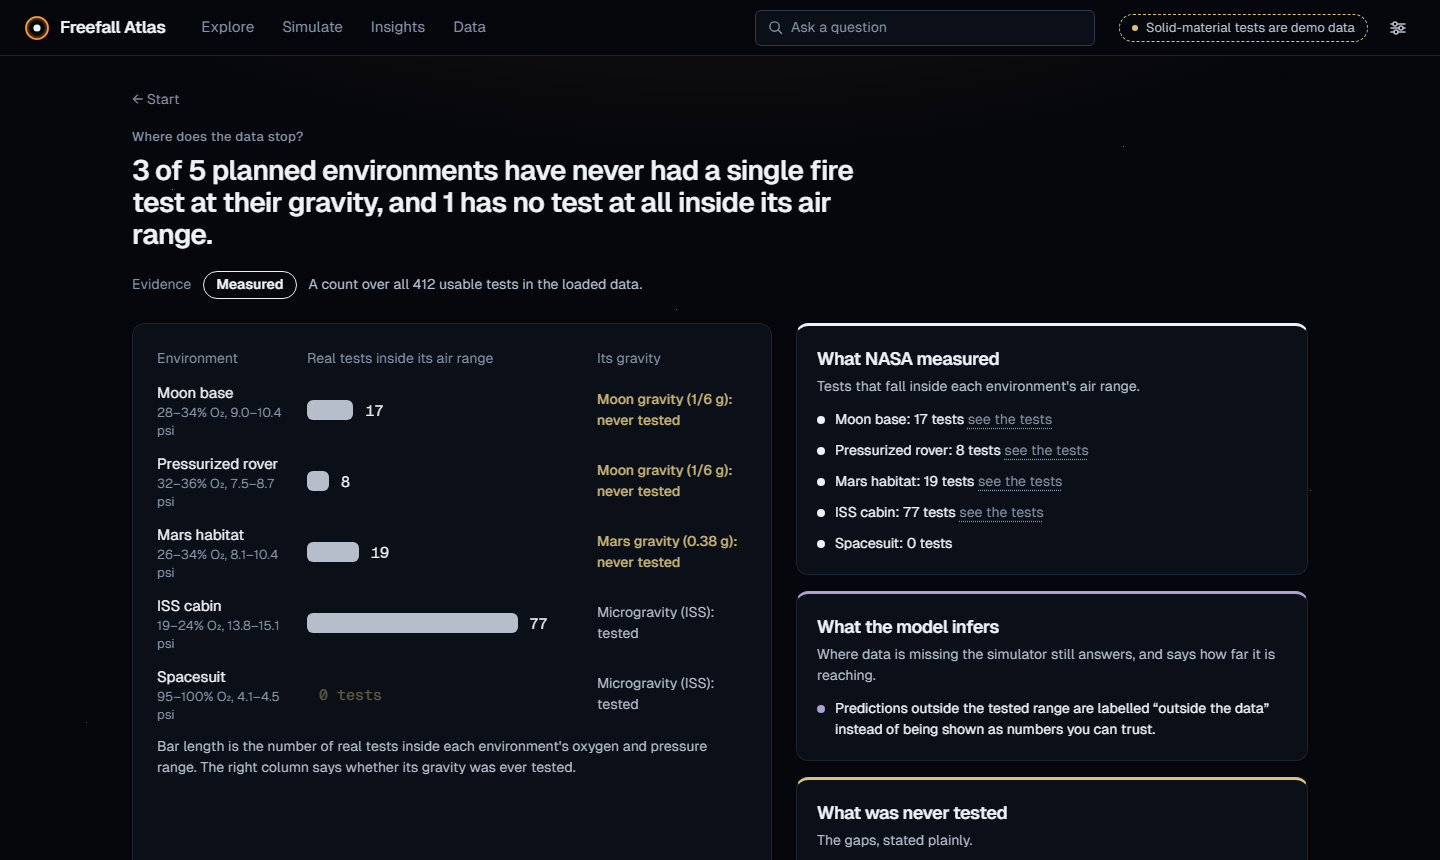 Freefall Atlas
Explore
Simulate
Insights
Data
Ask a question
Solid-material tests are demo data
← Start
Where does the data stop?
3 of 5 planned environments have never had a single fire
test at their gravity, and 1 has no test at all inside its air
range.
Evidence
Measured
A count over all 412 usable tests in the loaded data.
Environment
Real tests inside its air range
Its gravity
Moon base
28–34% O₂, 9.0–10.4
psi
17
Moon gravity (1/6 g):
never tested
Pressurized rover
32–36% O₂, 7.5–8.7
psi
8
Moon gravity (1/6 g):
never tested
Mars habitat
26–34% O₂, 8.1–10.4
psi
19
Mars gravity (0.38 g):
never tested
ISS cabin
19–24% O₂, 13.8–15.1
psi
77
Microgravity (ISS):
tested
Spacesuit
95–100% O₂, 4.1–4.5
psi
0 tests
Microgravity (ISS):
tested
Bar length is the number of real tests inside each environment's oxygen and pressure
range. The right column says whether its gravity was ever tested.
What NASA measured
Tests that fall inside each environment's air range.
Moon base: 17 tests see the tests
Pressurized rover: 8 tests see the tests
Mars habitat: 19 tests see the tests
ISS cabin: 77 tests see the tests
Spacesuit: 0 tests
What the model infers
Where data is missing the simulator still answers, and says how far it is
reaching.
Predictions outside the tested range are labelled “outside the data”
instead of being shown as numbers you can trust.
What was never tested
The gaps, stated plainly.